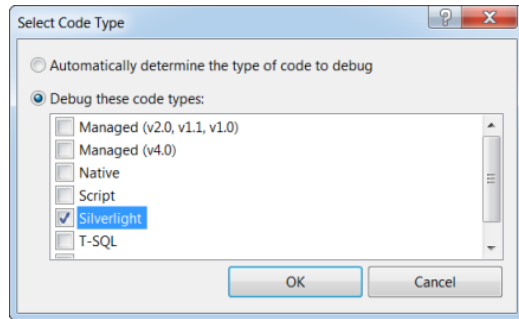 Select Code Type
Automatically determine the type of code to debug
Debug these code types:
Managed (v2.0, v1.1, v1.0)
Managed (v4.0)
Native
Script
Silverlight
T-SQL
OK Cancel